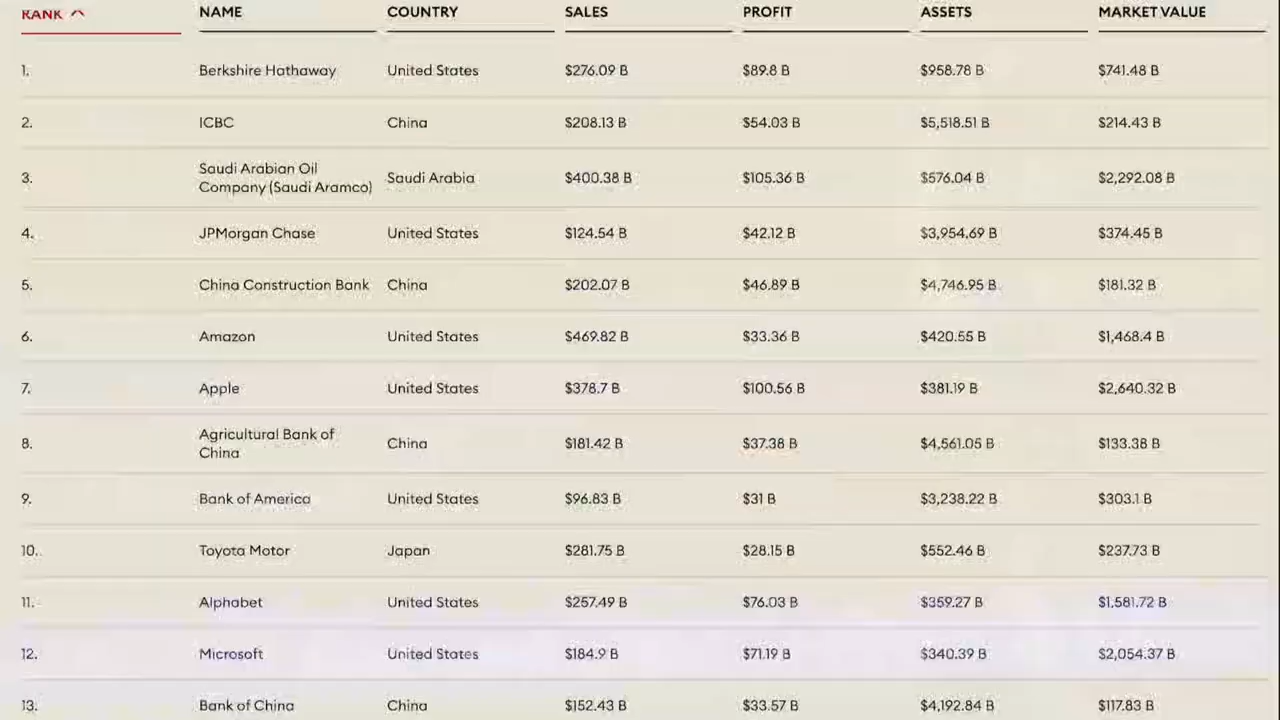 RANK NAME COUNTRY SALES PROFIT ASSETS MARKET VALUE
1. Berkshire Hathaway United States $276.09 B $89.8 B $958.78 B $741.48 B
2. ICBC China $208.13 B $54.03 B $5,518.51 B $214.43 B
3. Saudi Arabian Oil
Company (Saudi Aramco) Saudi Arabia $400.38 B $105.36 B $576.04 B $2,292.08 B
4. JPMorgan Chase United States $124.54 B $42.12 B $3,954.69 B $374.45 B
5. China Construction Bank China $202.07 B $46.89 B $4,746.95 B $181.32 B
6. Amazon United States $469.82 B $33.36 B $420.55 B $1,468.4 B
7. Apple United States $378.7 B $100.56 B $381.19 B $2,640.32 B
8. Agricultural Bank of
China China $181.42 B $37.38 B $4,561.05 B $133.38 B
9. Bank of America United States $96.83 B $31 B $3,238.22 B $303.1 B
10. Toyota Motor Japan $281.75 B $28.15 B $552.46 B $237.73 B
11. Alphabet United States $257.49 B $76.03 B $359.27 B $1,581.72 B
12. Microsoft United States $184.9 B $71.19 B $340.39 B $2,054.37 B
13. Bank of China China $152.43 B $33.57 B $4,192.84 B $117.83 B